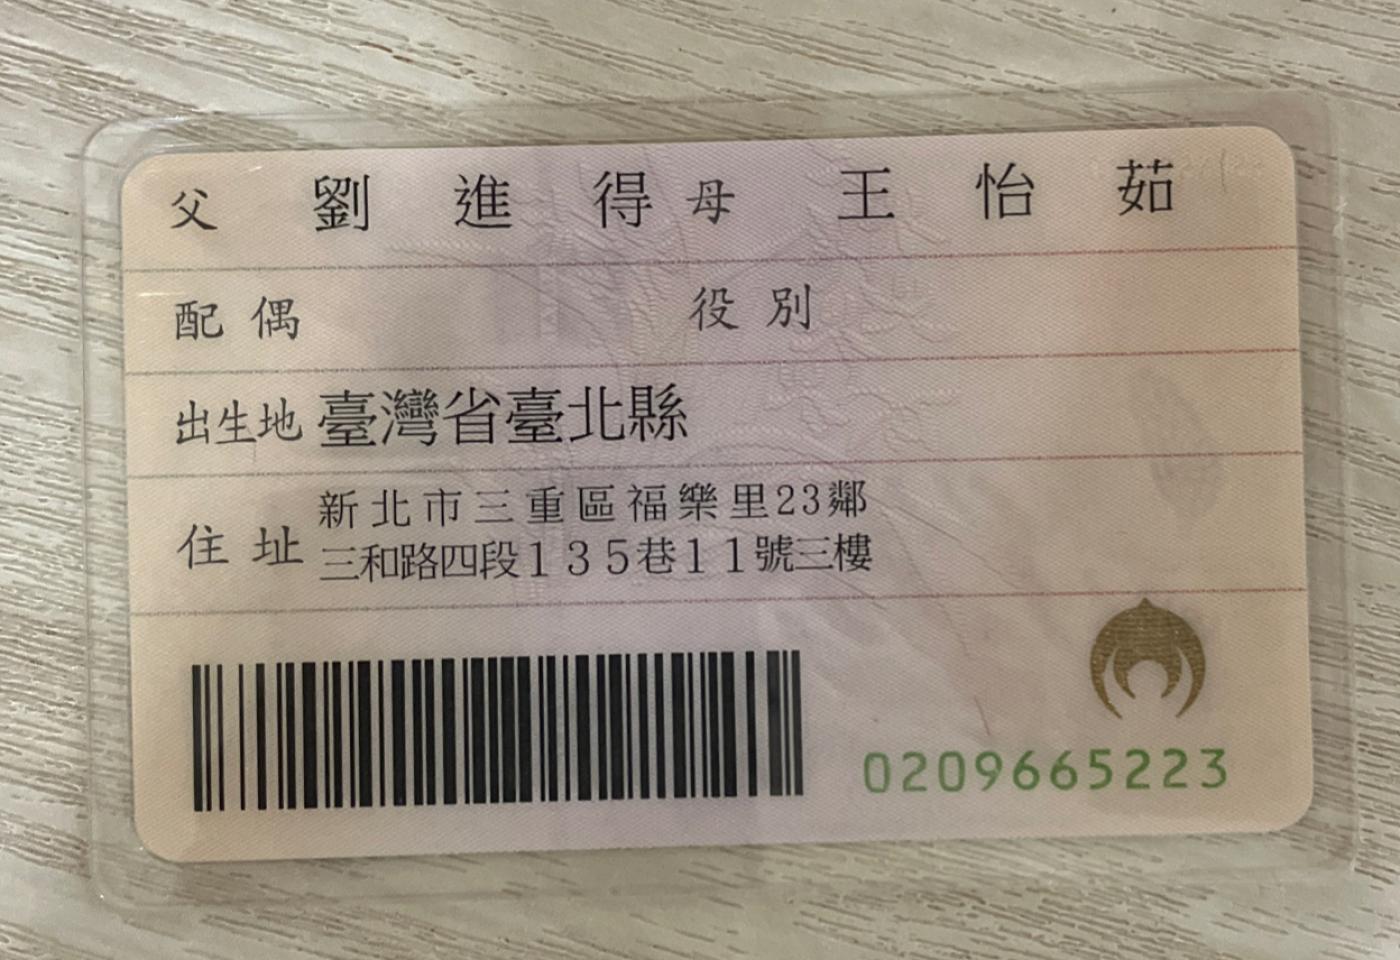 父 劉進得 母 王怡茹
配偶 役別
出生地 臺灣省臺北縣
住址 新北市三重區福樂里23鄰
三和路四段135巷11號三樓
0209665223